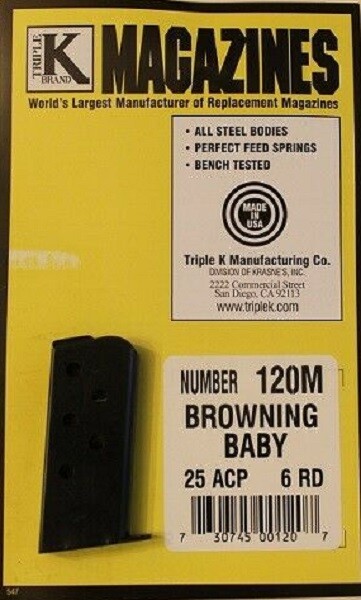 TRIPLE K BRAND MAGAZINES
World's Largest Manufacturer of Replacement Magazines
• ALL STEEL BODIES
• PERFECT FEED SPRINGS
• BENCH TESTED
MADE
IN
USA
Triple K Manufacturing Co.
DIVISION OF KRASNE'S, INC.
2222 Commercial Street
San Diego, CA 92113
www.triplek.com
NUMBER 120M
BROWNING
BABY
25 ACP 6 RD
7 30745 00120 7